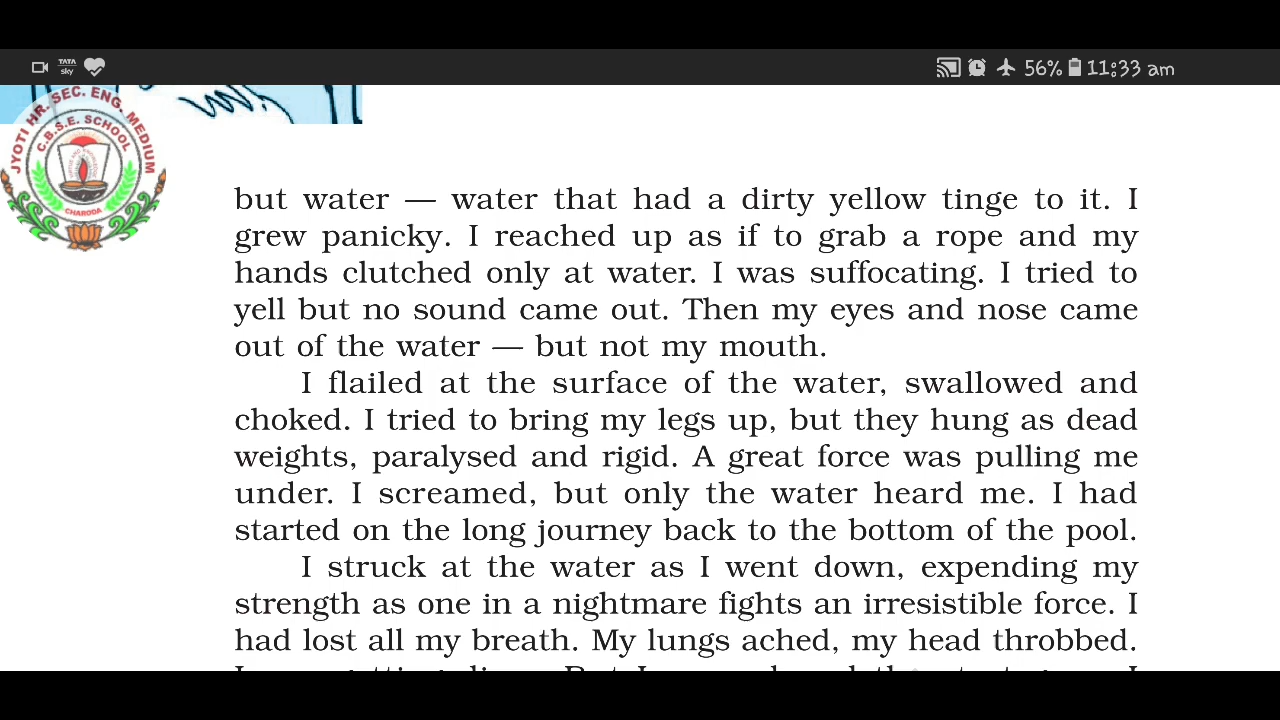 TATA
sky
56%
11:33 am
JYOTI HR. SEC. ENG. MEDIUM
C.B.S.E. SCHOOL
CHARODA
but water — water that had a dirty yellow tinge to it. I
grew panicky. I reached up as if to grab a rope and my
hands clutched only at water. I was suffocating. I tried to
yell but no sound came out. Then my eyes and nose came
out of the water — but not my mouth.
I flailed at the surface of the water, swallowed and
choked. I tried to bring my legs up, but they hung as dead
weights, paralysed and rigid. A great force was pulling me
under. I screamed, but only the water heard me. I had
started on the long journey back to the bottom of the pool.
I struck at the water as I went down, expending my
strength as one in a nightmare fights an irresistible force. I
had lost all my breath. My lungs ached, my head throbbed.